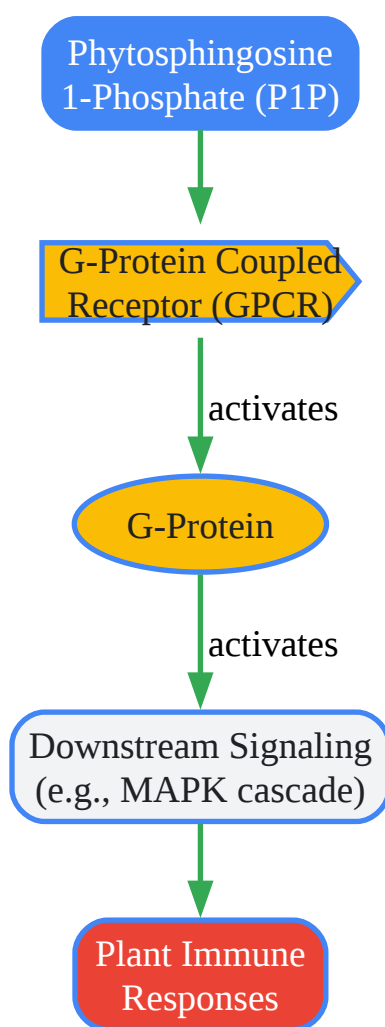 Phytosphingosine
1-Phosphate (P1P)
G-Protein Coupled
Receptor (GPCR)
activates
G-Protein
activates
Downstream Signaling
(e.g., MAPK cascade)
Plant Immune
Responses